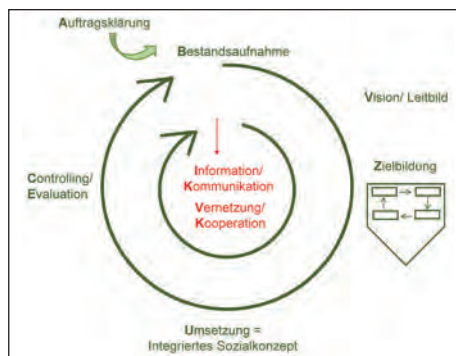 Auftragsklärung
Bestandsaufnahme
Vision/ Leitbild
Zielbildung
Information/
Kommunikation
Vernetzung/
Kooperation
Controlling/
Evaluation
Umsetzung =
Integriertes Sozialkonzept